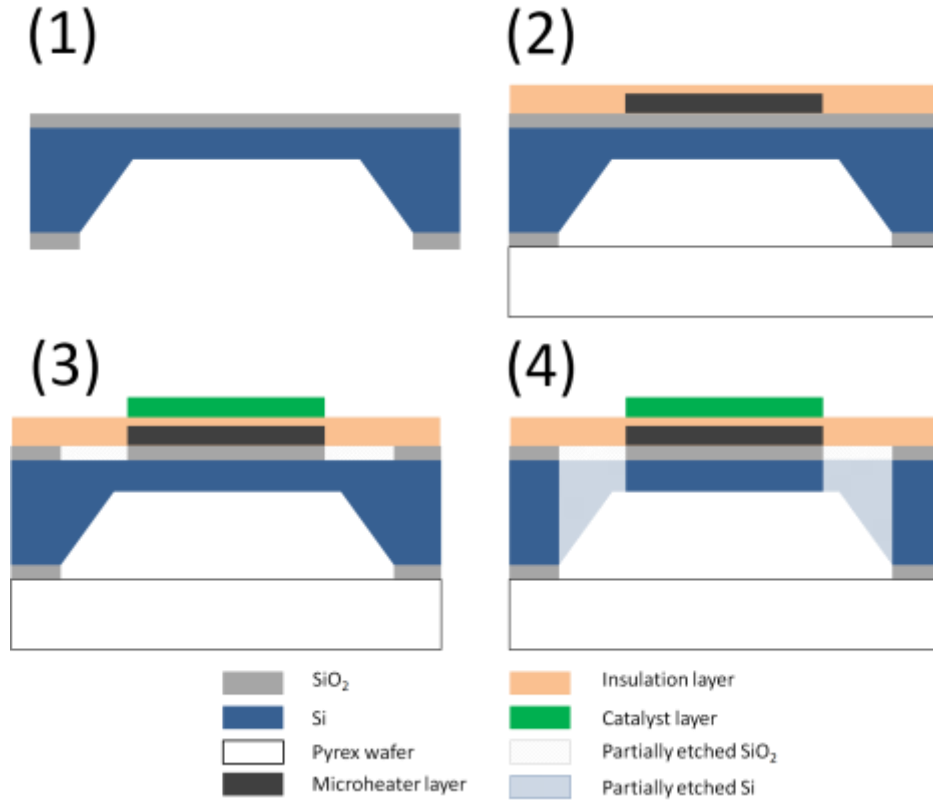 (1)
(2)
(3)
(4)
SiO₂
Si
Pyrex wafer
Microheater layer
Insulation layer
Catalyst layer
Partially etched SiO₂
Partially etched Si